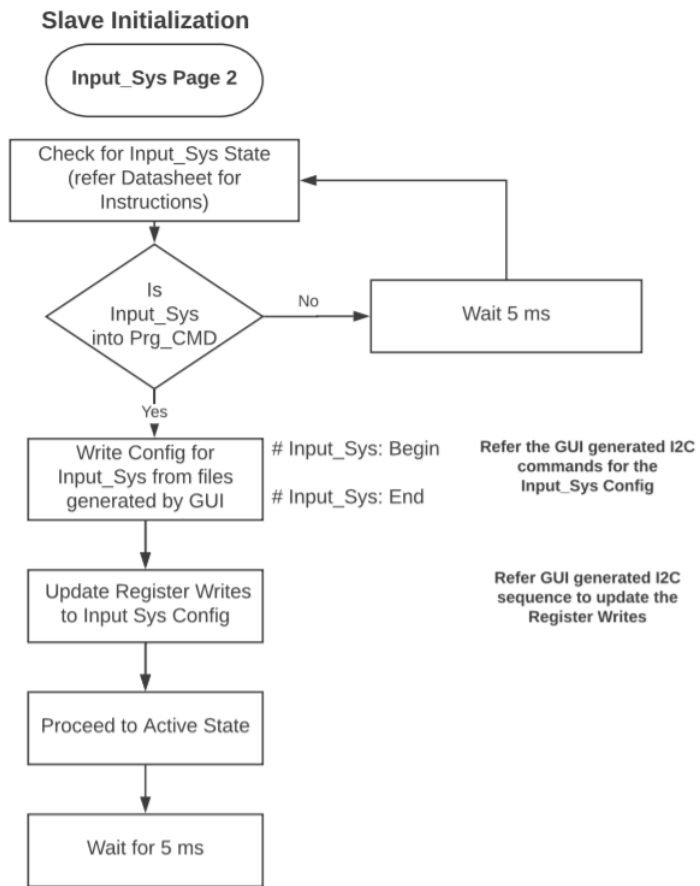 Slave Initialization
Input_Sys Page 2
Check for Input_Sys State
(refer Datasheet for
Instructions)
Is
Input_Sys
into Prg_CMD
No
Wait 5 ms
Yes
Write Config for
Input_Sys from files
generated by GUI
# Input_Sys: Begin
# Input_Sys: End
Refer the GUI generated I2C
commands for the
Input_Sys Config
Update Register Writes
to Input Sys Config
Refer GUI generated I2C
sequence to update the
Register Writes
Proceed to Active State
Wait for 5 ms